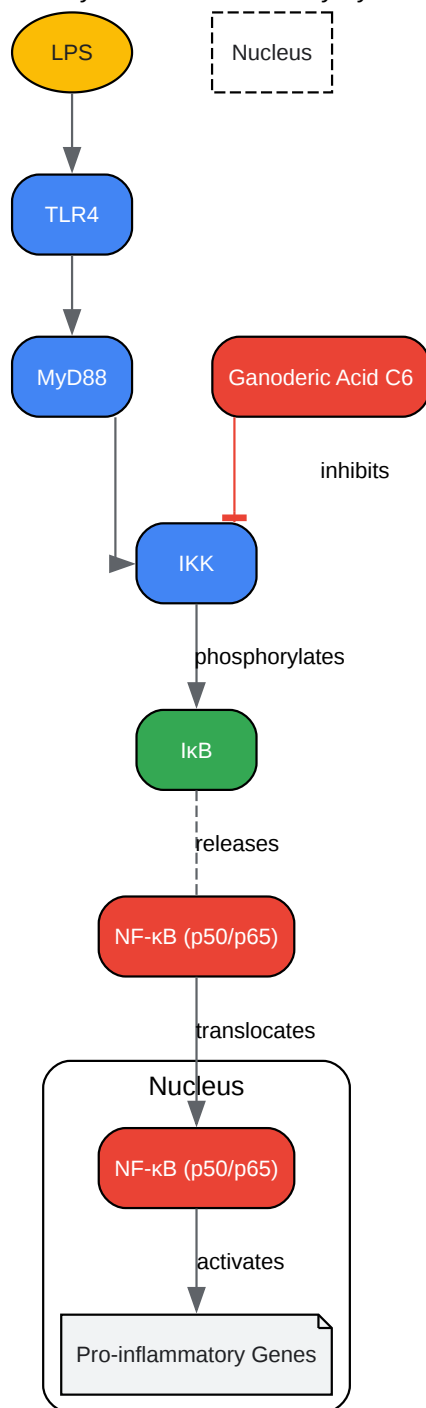 LPS
Nucleus
TLR4
MyD88
Ganoderic Acid C6
inhibits
IKK
phosphorylates
IκB
releases
NF-κB (p50/p65)
translocates
Nucleus
NF-κB (p50/p65)
activates
Pro-inflammatory Genes